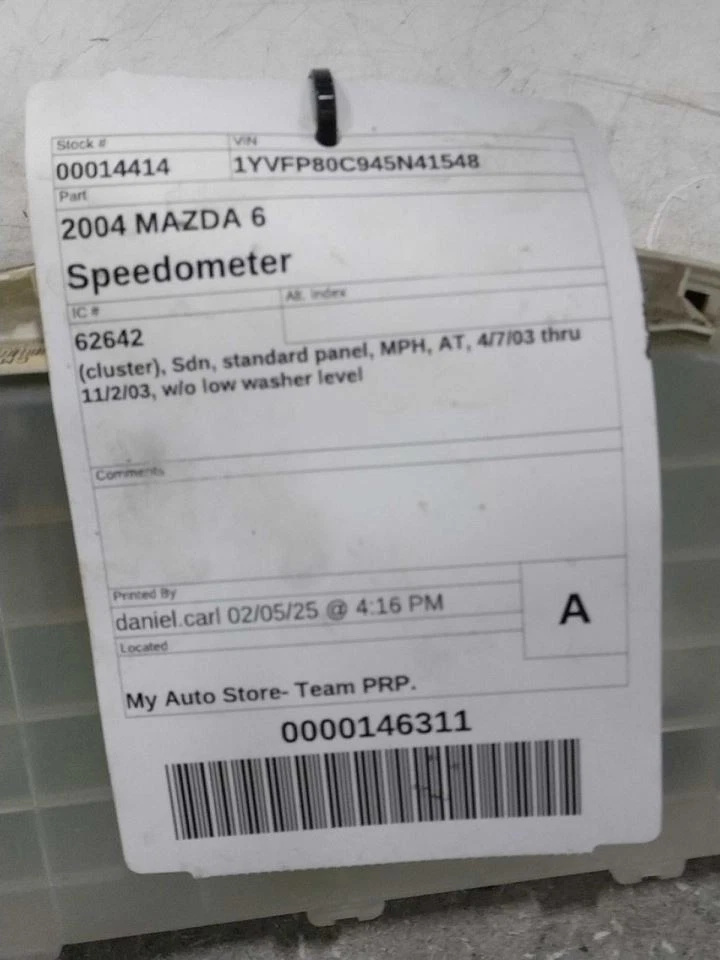 Stock #
VIN
00014414
1YVFP80C945N41548
Part
2004 MAZDA 6
Speedometer
IC #
Alt. Index
62642
(cluster), Sdn, standard panel, MPH, AT, 4/7/03 thru
11/2/03, w/o low washer level
Comments
Printed By
daniel.carl 02/05/25 @ 4:16 PM
A
Located
My Auto Store- Team PRP.
0000146311